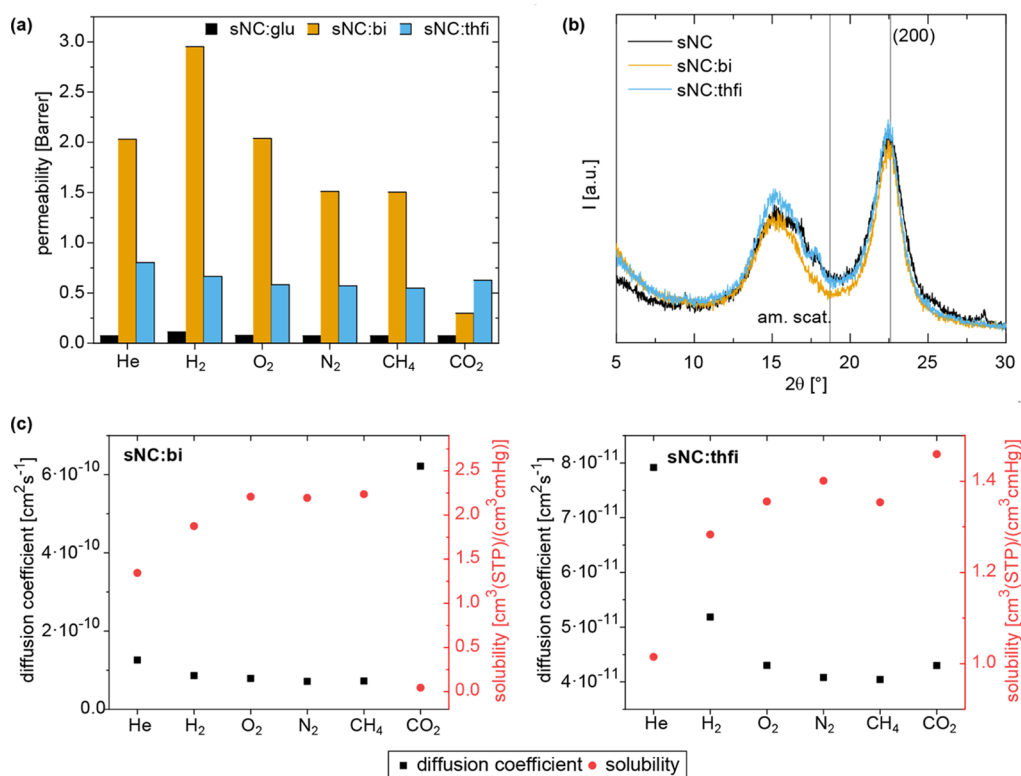 (a)
sNC:glu sNC:bi sNC:thfi
permeability [Barrer]
3.0
2.5
2.0
1.5
1.0
0.5
0.0
He H₂ O₂ N₂ CH₄ CO₂
(b)
sNC
sNC:bi
sNC:thfi
(200)
am. scat.
I [a.u.]
5 10 15 20 25 30
2θ [°]
(c)
sNC:bi
diffusion coefficient [cm²s⁻¹]
6·10⁻¹⁰
4·10⁻¹⁰
2·10⁻¹⁰
0.0
2.5
2.0
1.5
1.0
0.5
0.0
solubility [cm³(STP)/(cm³cmHg)]
He H₂ O₂ N₂ CH₄ CO₂
sNC:thfi
diffusion coefficient [cm²s⁻¹]
8·10⁻¹¹
7·10⁻¹¹
6·10⁻¹¹
5·10⁻¹¹
4·10⁻¹¹
1.4
1.2
1.0
solubility [cm³(STP)/(cm³cmHg)]
He H₂ O₂ N₂ CH₄ CO₂
diffusion coefficient solubility